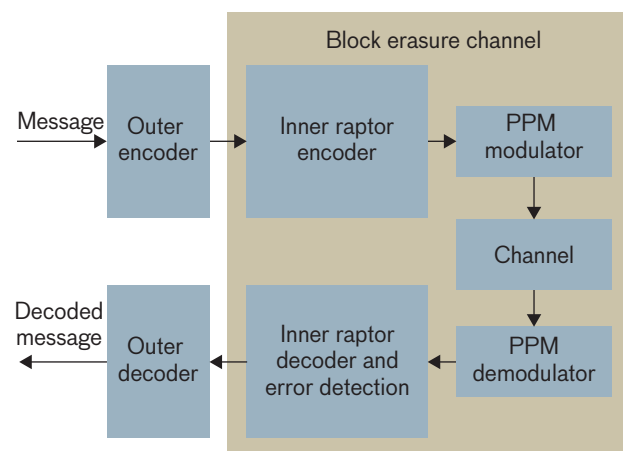 Block erasure channel
Message
Outer
encoder
Inner raptor
encoder
PPM
modulator
Channel
Decoded
message
Outer
decoder
Inner raptor
decoder and
error detection
PPM
demodulator